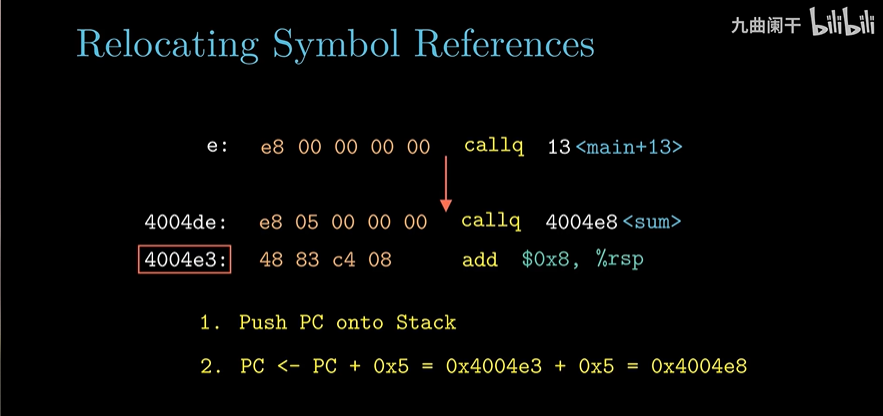 九曲阑干 bilibili
Relocating Symbol References
e: e8 00 00 00 00 callq 13<main+13>
4004de: e8 05 00 00 00 callq 4004e8<sum>
4004e3: 48 83 c4 08 add $0x8, %rsp
1. Push PC onto Stack
2. PC <- PC + 0x5 = 0x4004e3 + 0x5 = 0x4004e8